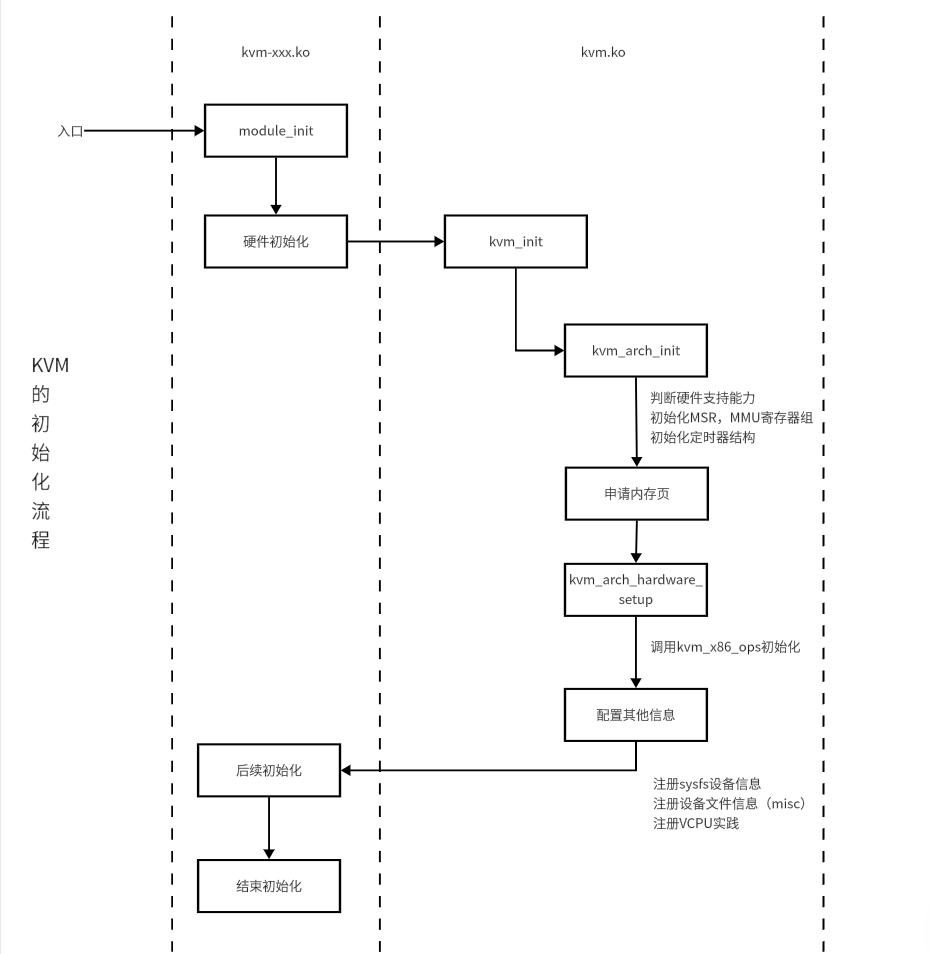 kvm-xxx.ko
kvm.ko
入口
module_init
硬件初始化
kvm_init
KVM
的
初
始
化
流
程
kvm_arch_init
判断硬件支持能力
初始化MSR，MMU寄存器组
初始化定时器结构
申请内存页
kvm_arch_hardware_
setup
调用kvm_x86_ops初始化
配置其他信息
后续初始化
注册sysfs设备信息
注册设备文件信息（misc）
注册VCPU实践
结束初始化